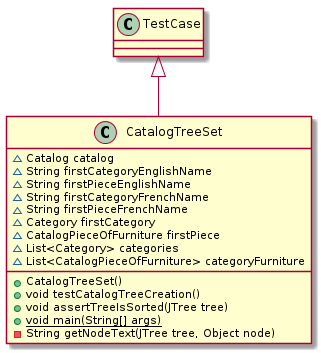 C TestCase
C CatalogTreeSet
Catalog catalog
String firstCategoryEnglishName
String firstPieceEnglishName
String firstCategoryFrenchName
String firstPieceFrenchName
Category firstCategory
CatalogPieceOfFurniture firstPiece
List<Category> categories
List<CatalogPieceOfFurniture> categoryFurniture
CatalogTreeSet()
void testCatalogTreeCreation()
void assertTreeIsSorted(JTree tree)
void main(String[] args)
String getNodeText(JTree tree, Object node)